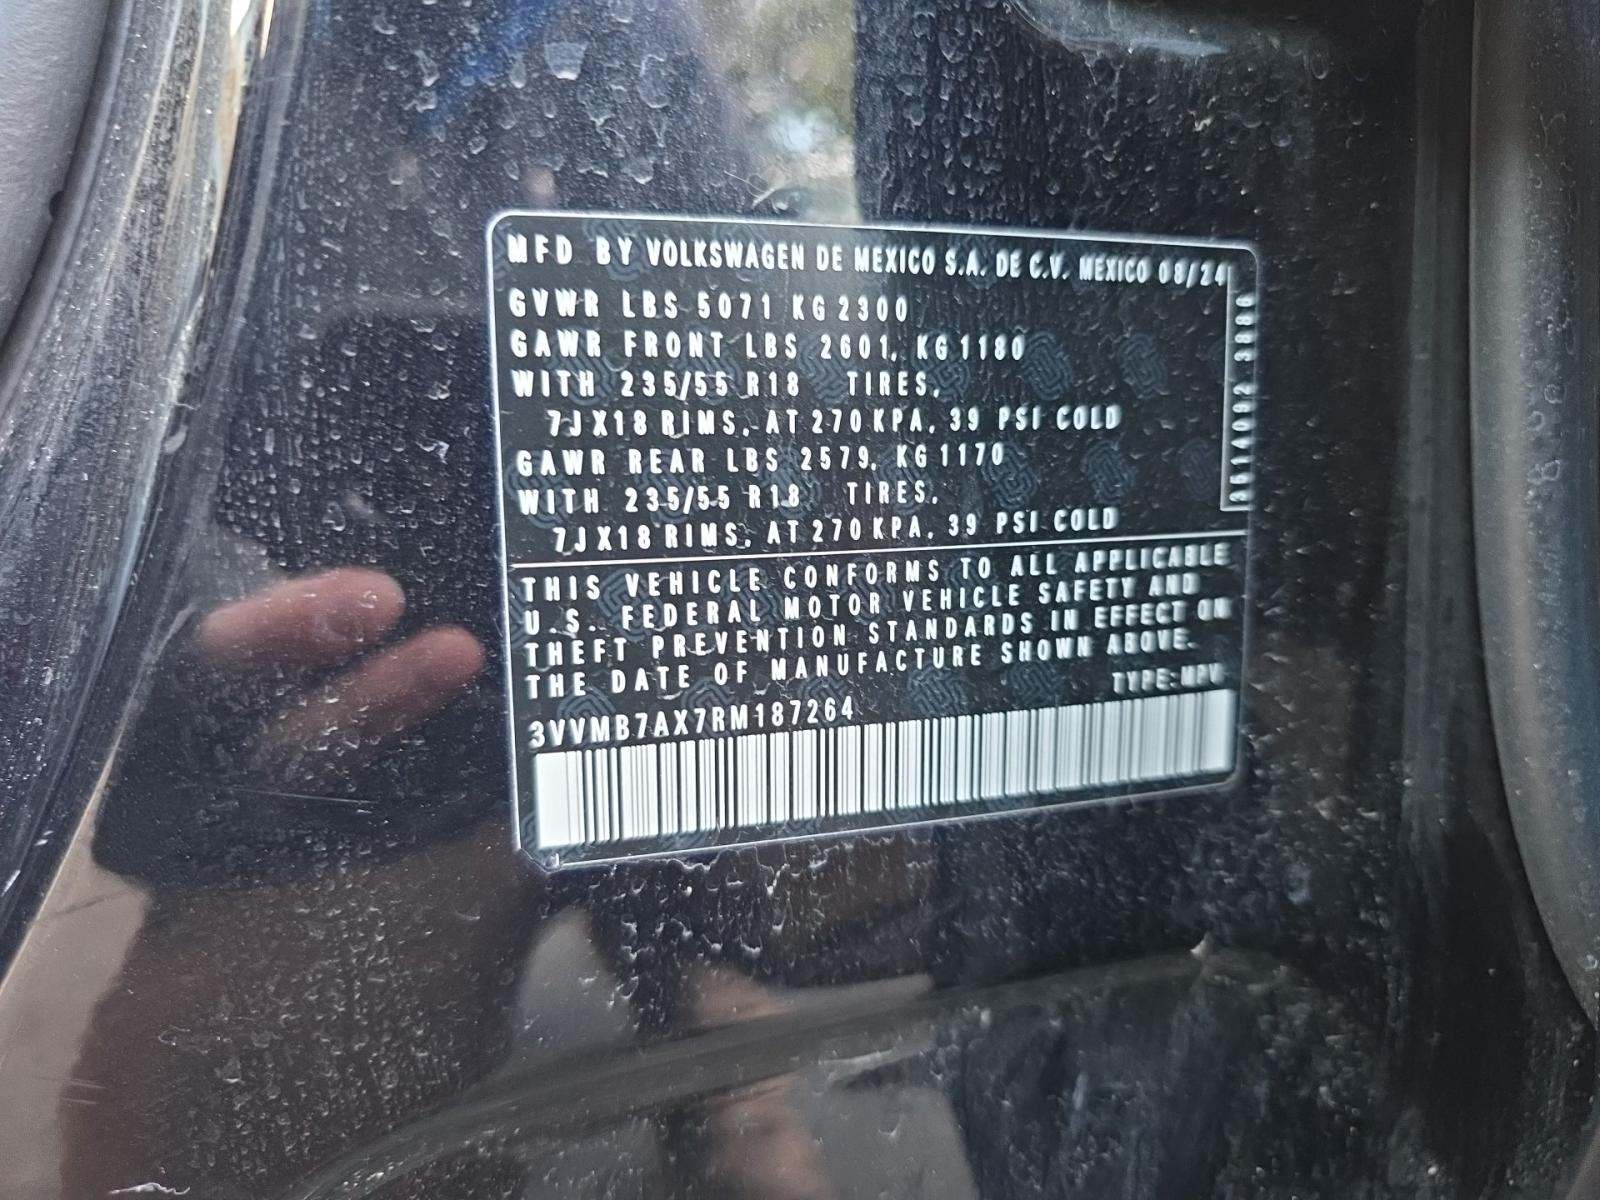 MFD BY VOLKSWAGEN DE MEXICO S.A. DE C.V. MEXICO 08/24
GVWR LBS 5071 KG 2300
GAWR FRONT LBS 2601, KG 1180
WITH 235/55 R18 TIRES,
7J X18 RIMS, AT 270 KPA, 39 PSI COLD
GAWR REAR LBS 2579, KG 1170
WITH 235/55 R18 TIRES,
7J X18 RIMS, AT 270 KPA, 39 PSI COLD
THIS VEHICLE CONFORMS TO ALL APPLICABLE
U.S. FEDERAL MOTOR VEHICLE SAFETY AND
THEFT PREVENTION STANDARDS IN EFFECT ON
THE DATE OF MANUFACTURE SHOWN ABOVE.
TYPE:MPV
3VVMB7AX7RM187264